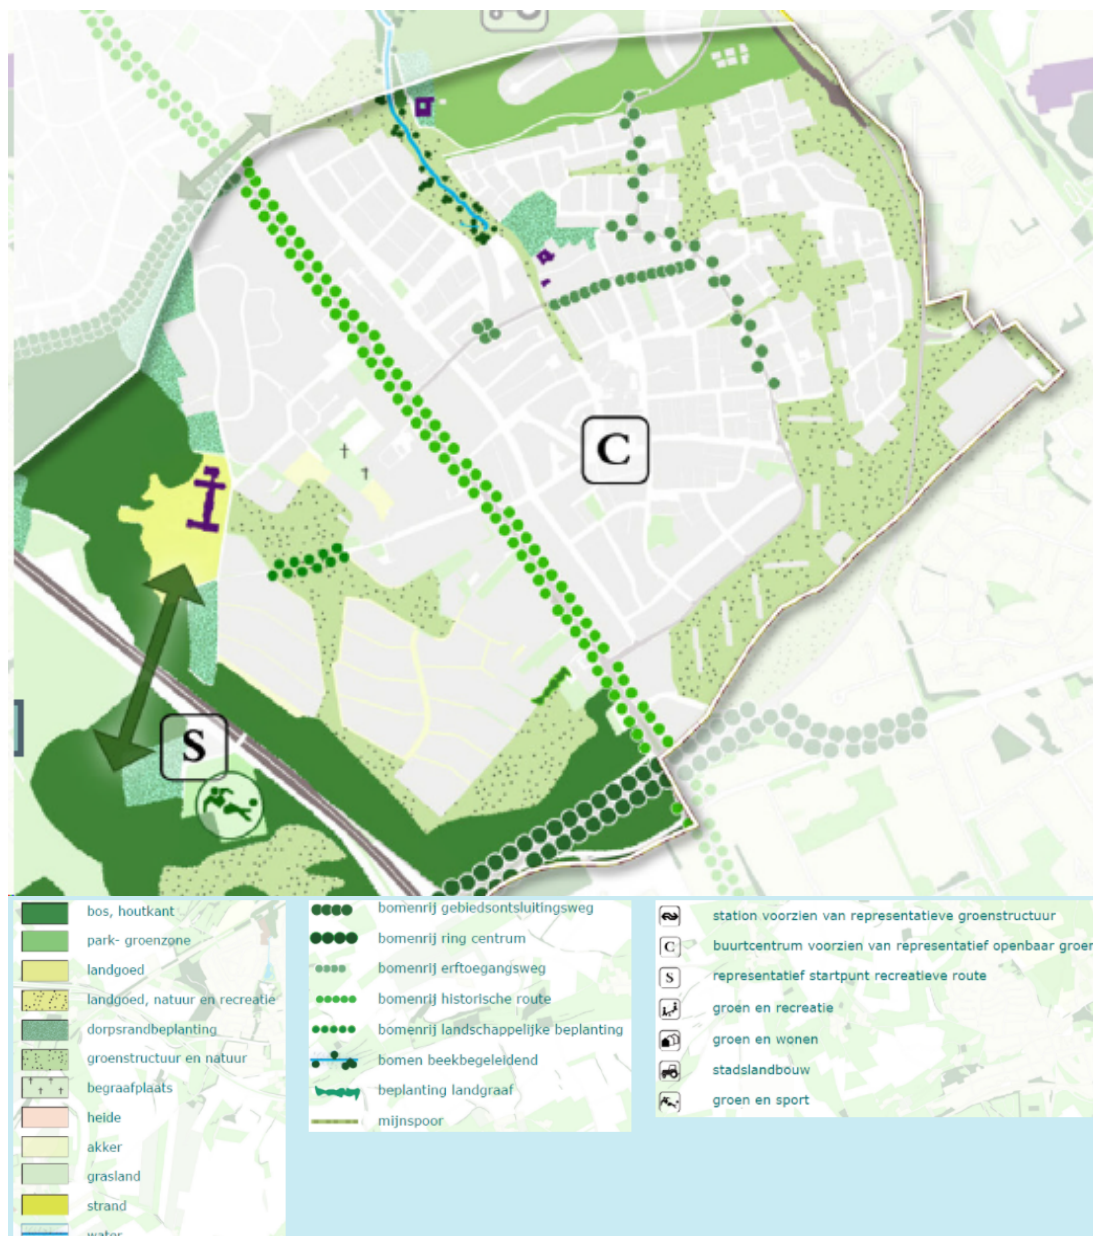 C
S
bos, houtkant
park- groenzone
landgoed
landgoed, natuur en recreatie
dorpsrandbeplanting
groenstructuur en natuur
begraafplaats
heide
akker
grasland
strand
water
bomenrij gebiedsontsluitingsweg
bomenrij ring centrum
bomenrij erftoegangsweg
bomenrij historische route
bomenrij landschappelijke beplanting
bomen beekbegeleidend
beplanting landgraaf
mijnspoor
station voorzien van representatieve groenstructuur
C buurtcentrum voorzien van representatief openbaar groen
S representatief startpunt recreatieve route
groen en recreatie
groen en wonen
stadslandbouw
groen en sport